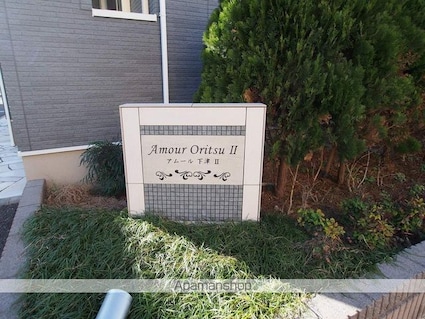 Amour Oritsu II
アムール 下津 II
Apamanshop